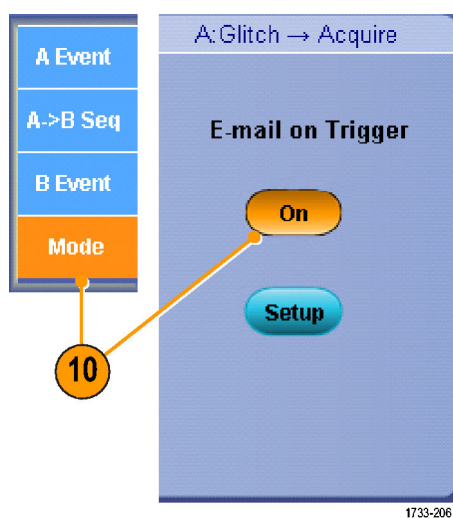 A Event
A->B Seq
B Event
Mode
10
A:Glitch → Acquire
E-mail on Trigger
On
Setup
1733-206